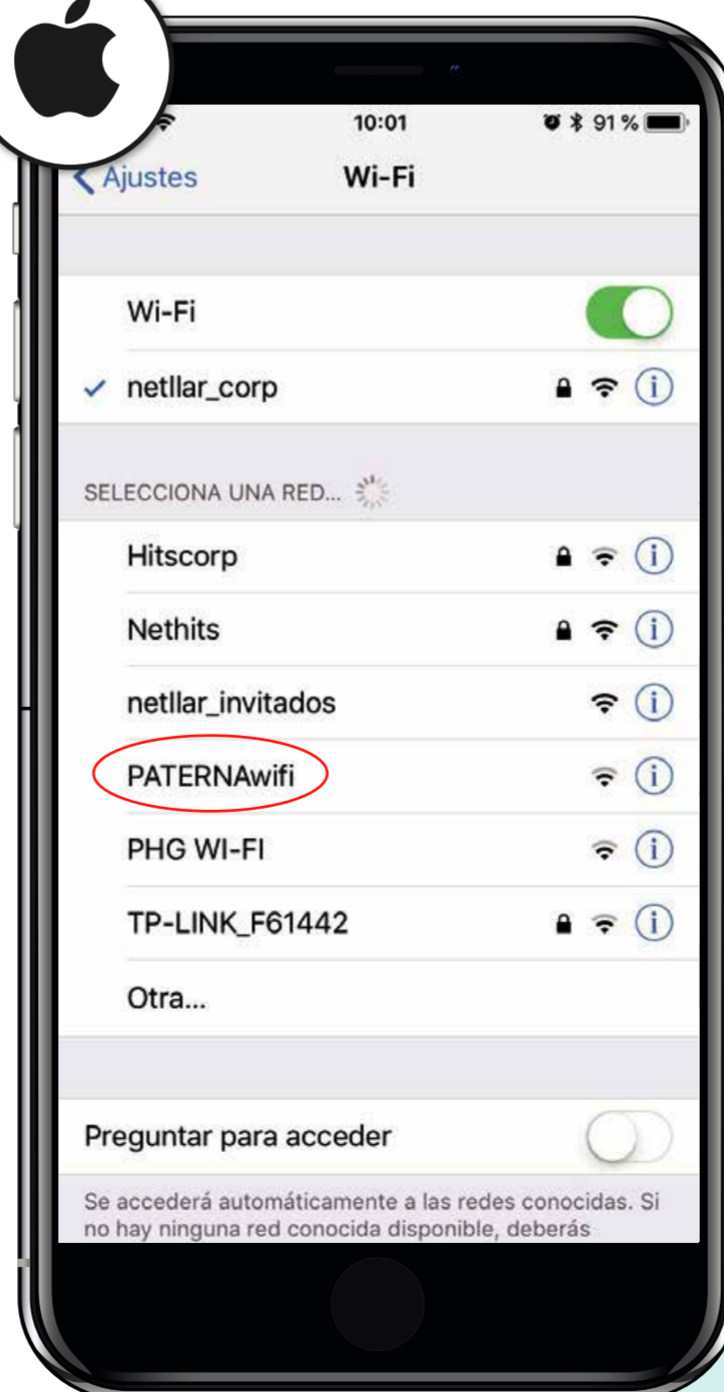 10:01
91 %
Ajustes
Wi-Fi
Wi-Fi
netllar_corp
SELECCIONA UNA RED...
Hitscorp
Nethits
netllar_invitados
PATERNAwifi
PHG WI-FI
TP-LINK_F61442
Otra...
Preguntar para acceder
Se accederá automáticamente a las redes conocidas. Si
no hay ninguna red conocida disponible, deberás